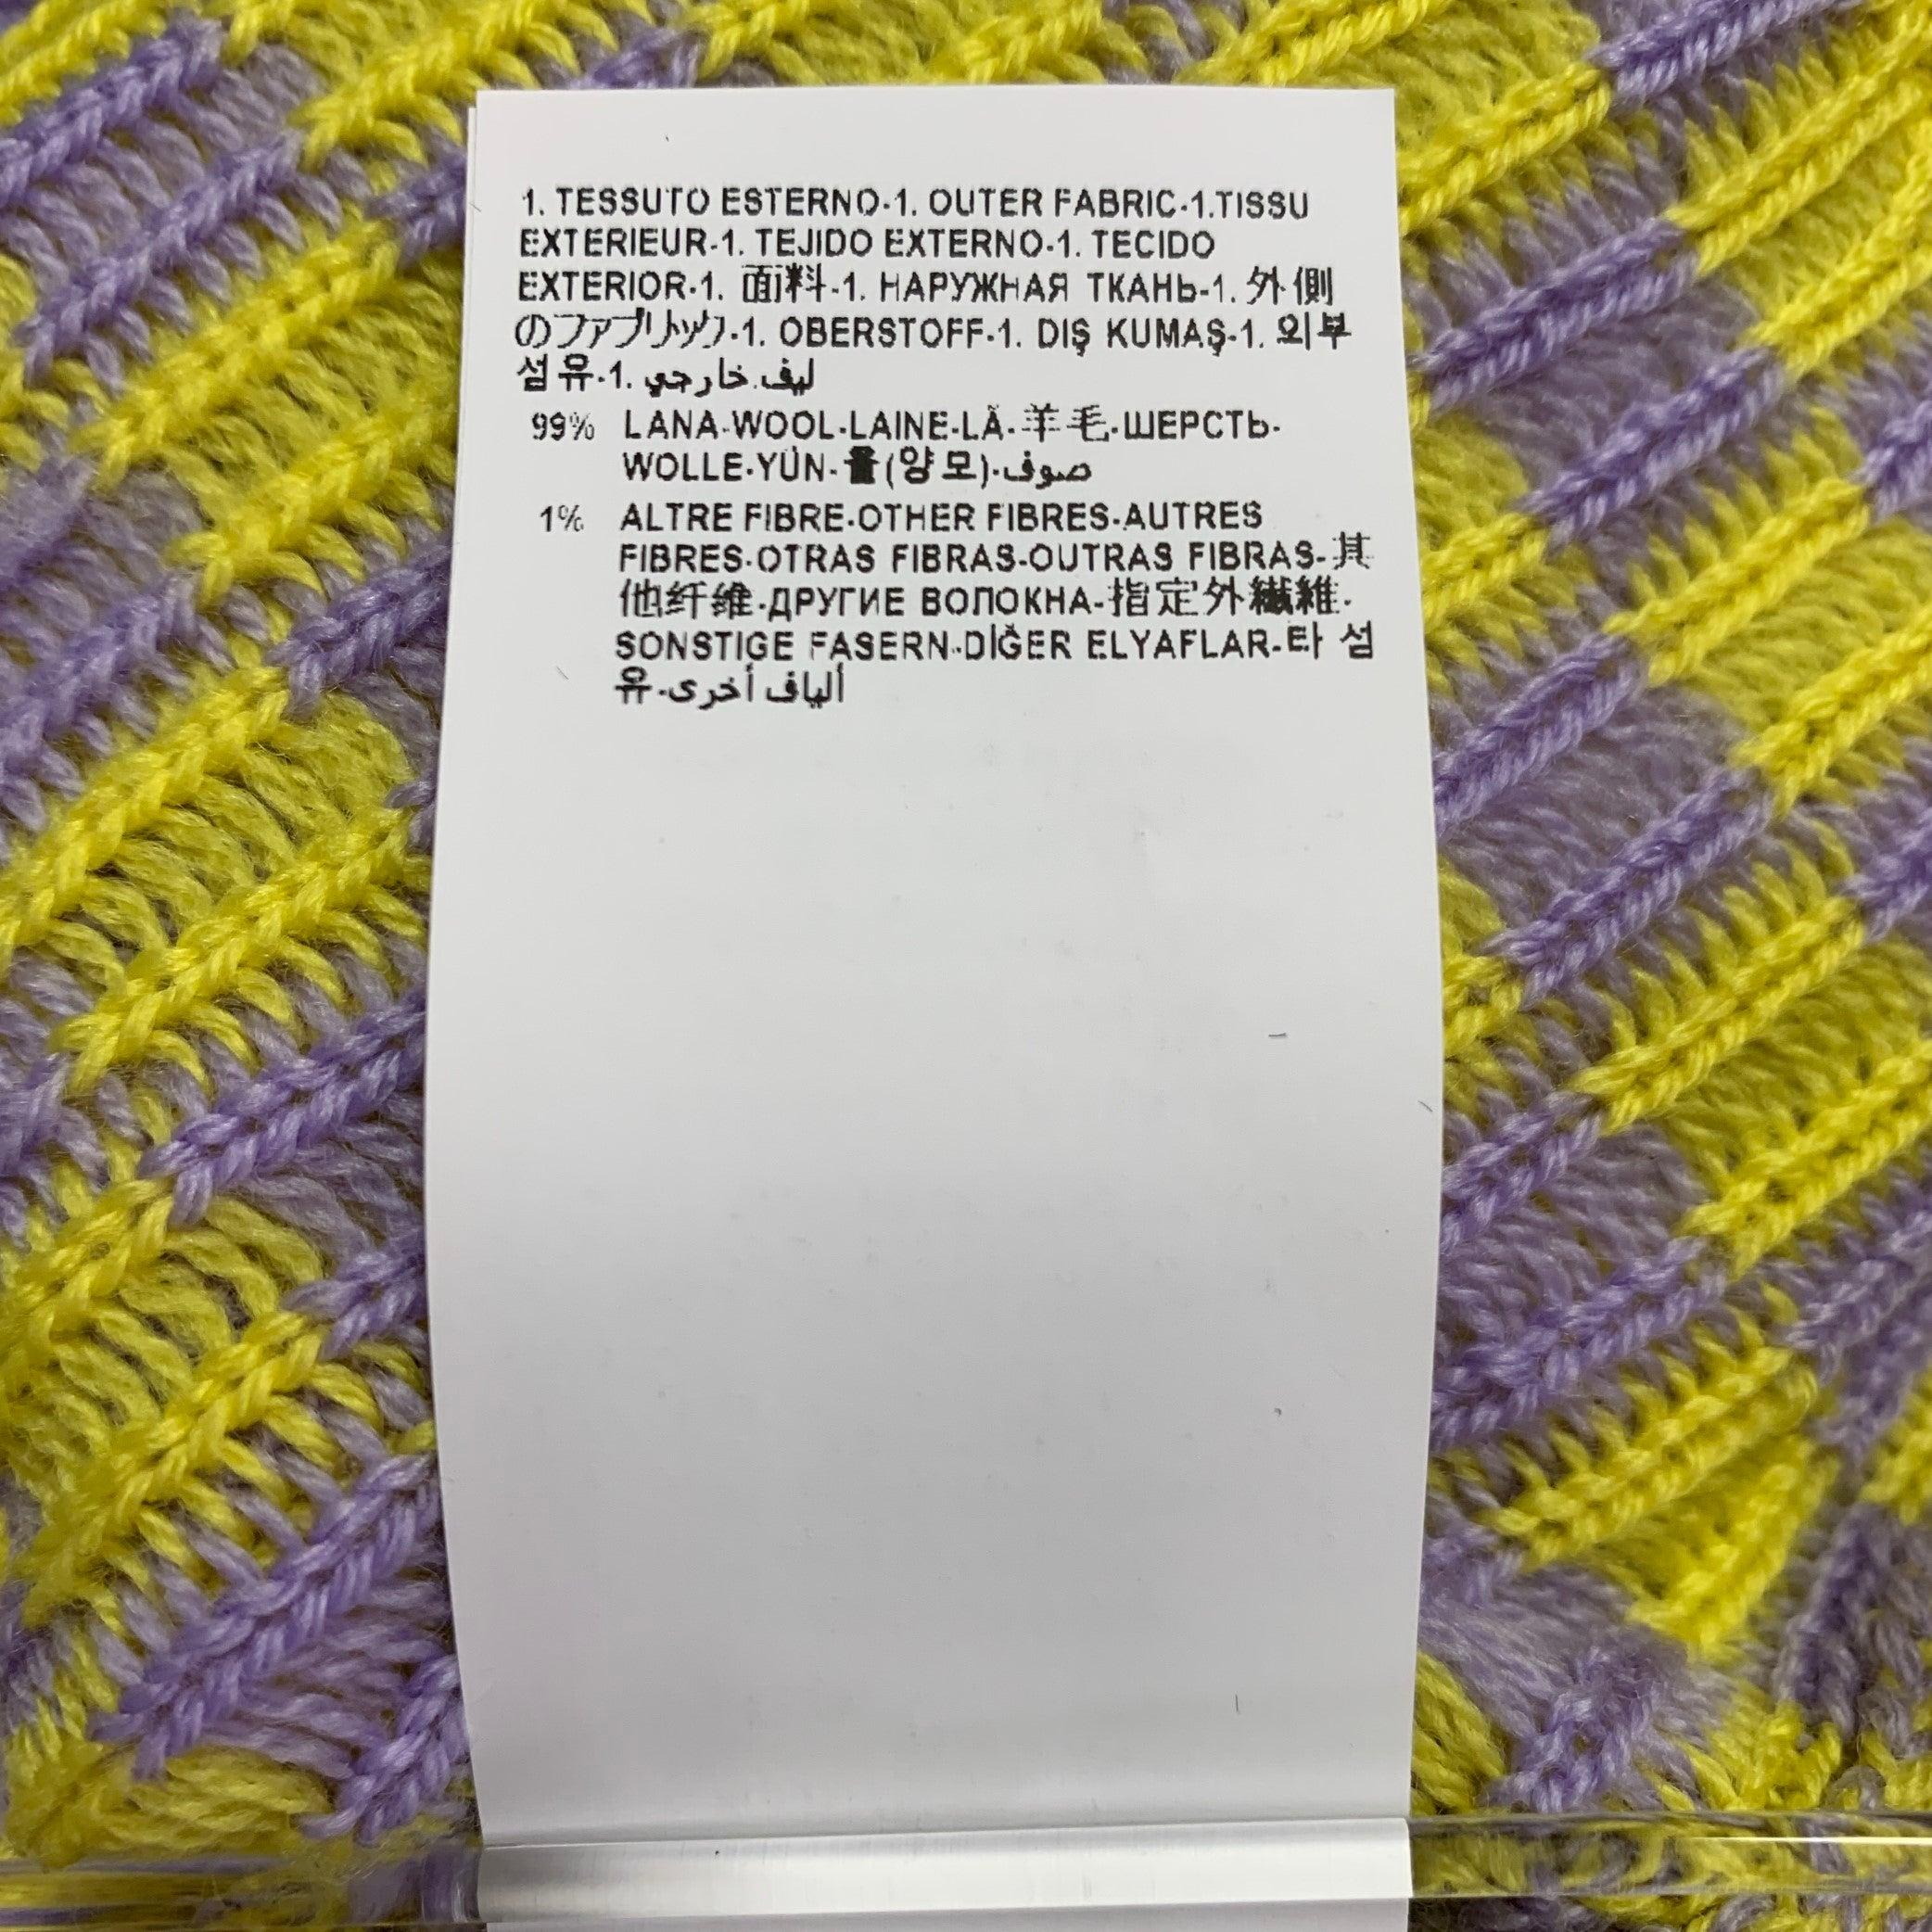 1. TESSUTO ESTERNO-1. OUTER FABRIC-1.TISSU
EXTERIEUR-1. TEJIDO EXTERNO-1. TECIDO
EXTERIOR-1. 面料-1. НАРУЖНАЯ ТКАНЬ-1. 外側
のファブリック-1. OBERSTOFF-1. DIŞ KUMAŞ-1. 외부
섬유-1. ليف خارجي
99% LANA-WOOL-LAINE-LÃ-羊毛-ШЕРСТЬ-
WOLLE-YÜN-울(양모)-صوف
1% ALTRE FIBRE-OTHER FIBRES-AUTRES
FIBRES-OTRAS FIBRAS-OUTRAS FIBRAS-其
他纤维-ДРУГИЕ ВОЛОКНА-指定外繊維-
SONSTIGE FASERN-DİĞER ELYAFLAR-타 섬
유-ألياف أخرى